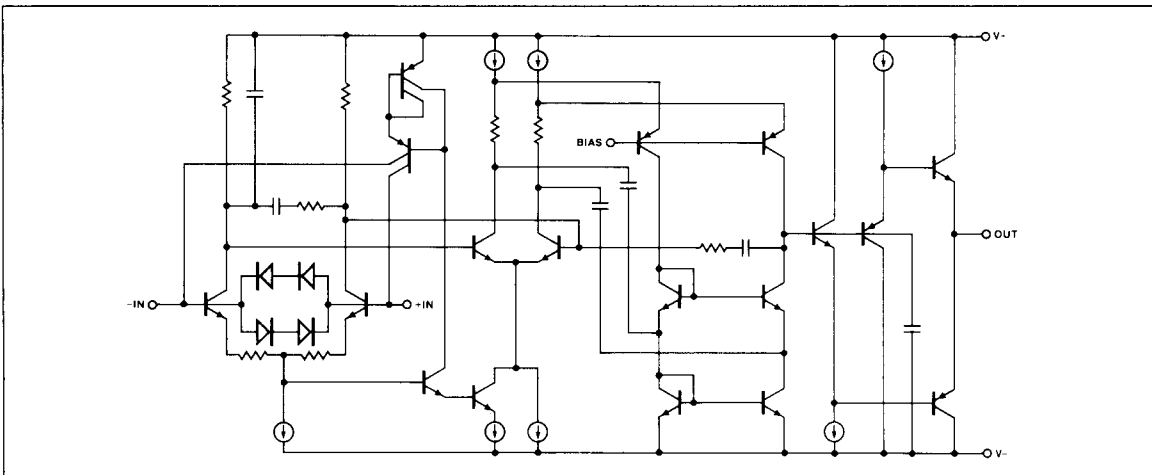 V-
BIAS
OUT
-IN
+IN
V-